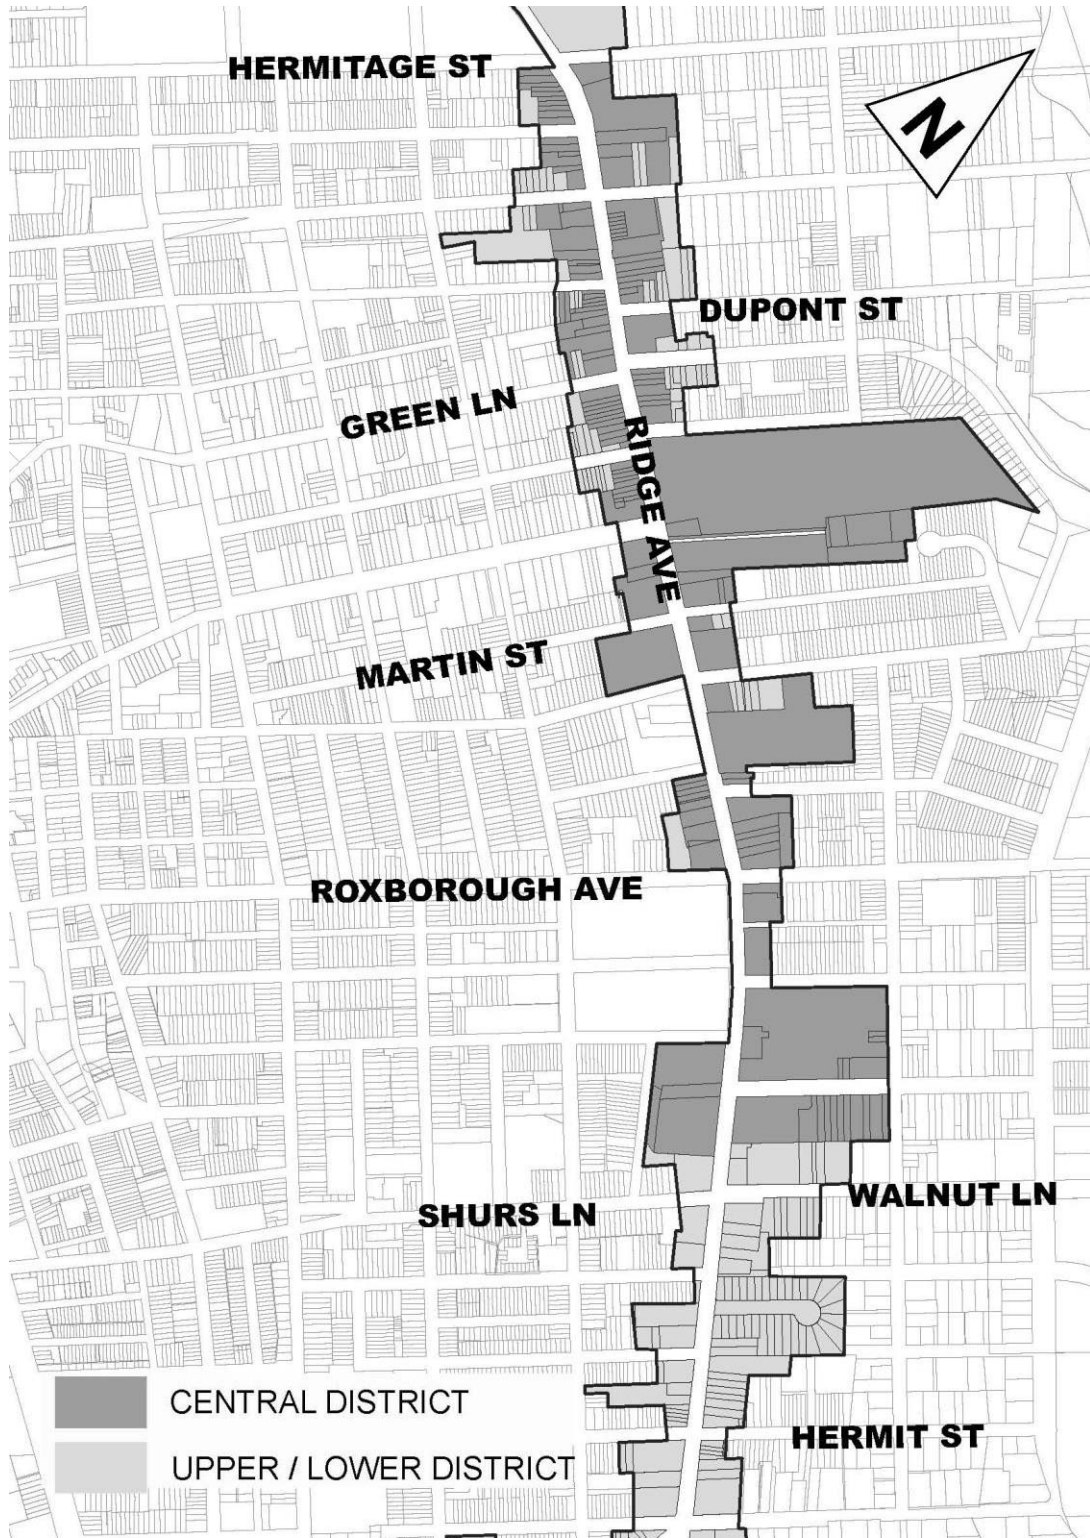 HERMITAGE ST
N
DUPONT ST
GREEN LN
RIDGE AVE
MARTIN ST
ROXBOROUGH AVE
WALNUT LN
SHURS LN
CENTRAL DISTRICT
HERMIT ST
UPPER / LOWER DISTRICT